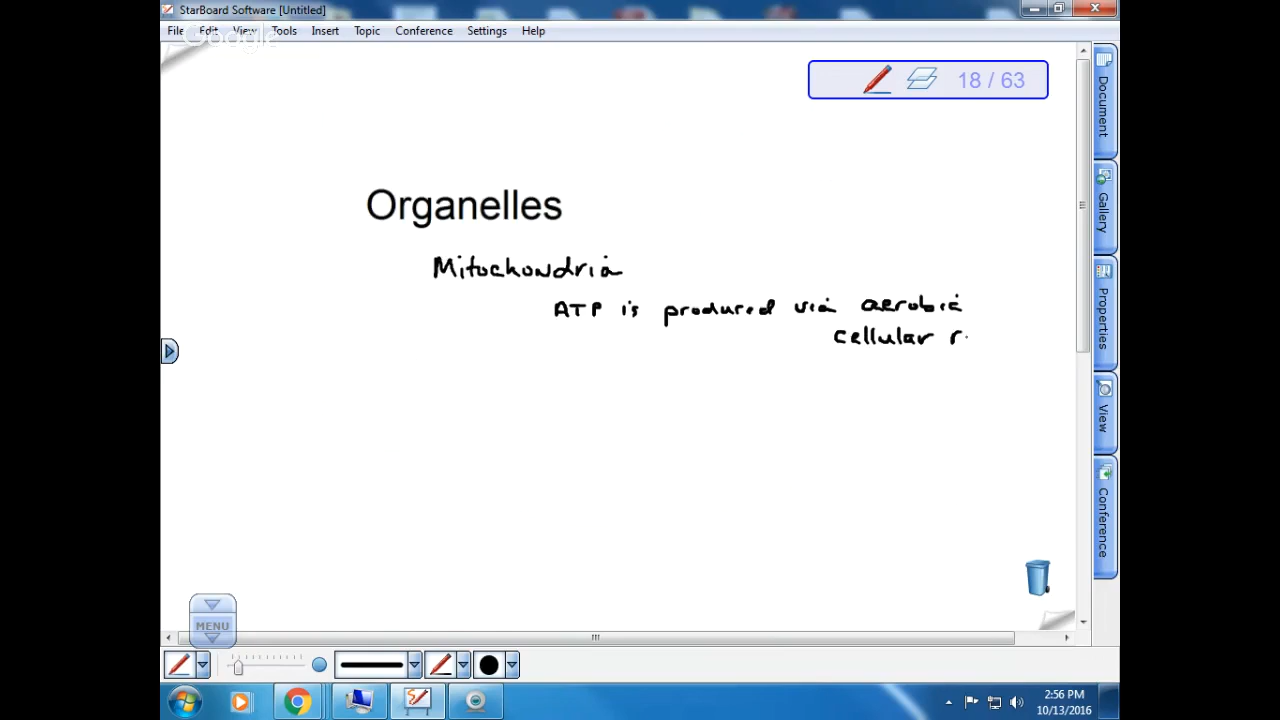 StarBoard Software [Untitled]
File Edit View Tools Insert Topic Conference Settings Help
Google
18 / 63
Document
Gallery
Properties
View
Conference
Organelles
Mitochondria
ATP is produced via aerobic
cellular r
MENU
2:56 PM
10/13/2016